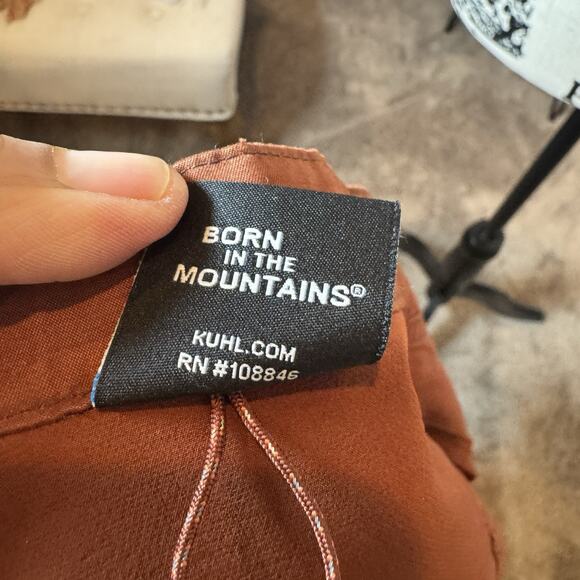 BORN
IN THE
MOUNTAINS®
KUHL.COM
RN #108846